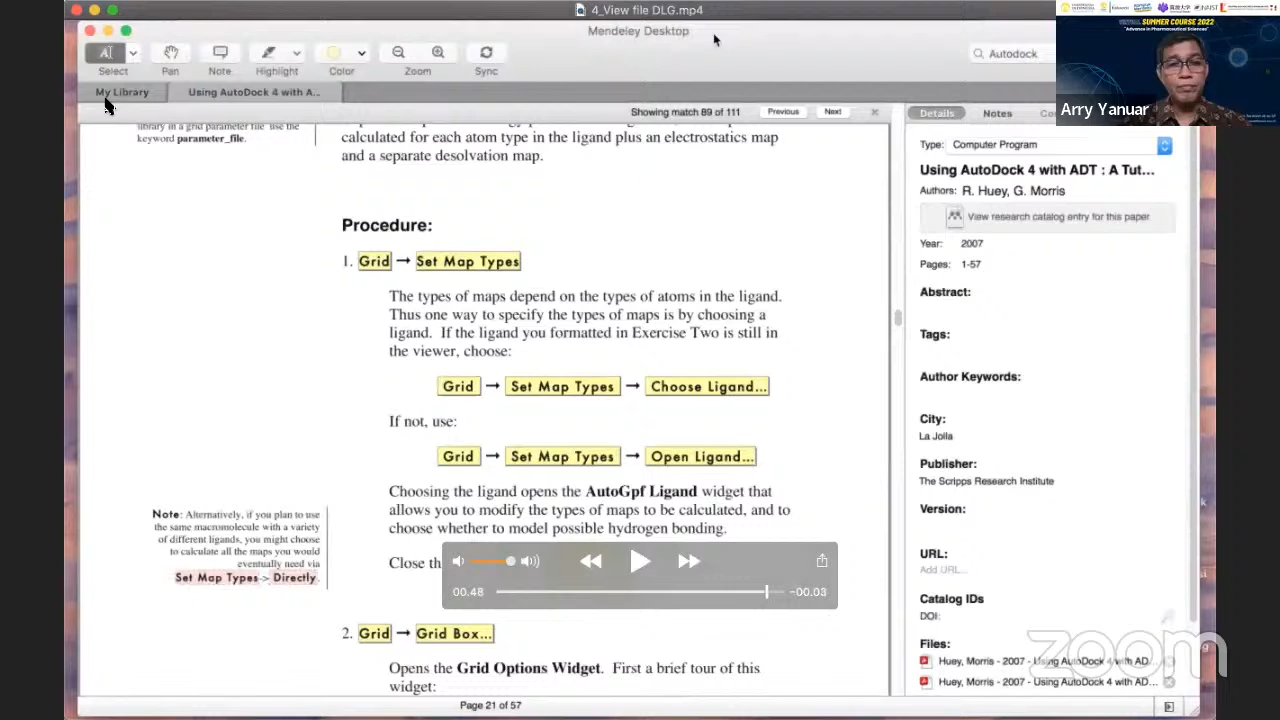 4_View file DLG.mp4
Mendeley Desktop
Select
Pan
Note
Highlight
Color
Zoom
Sync
Autodock
My Library
Using AutoDock 4 with A...
Showing match 89 of 111
Previous
Next
library in a grid parameter file use the
keyword parameter_file.
calculated for each atom type in the ligand plus an electrostatics map
and a separate desolvation map.
Procedure:
1. Grid → Set Map Types
The types of maps depend on the types of atoms in the ligand.
Thus one way to specify the types of maps is by choosing a
ligand. If the ligand you formatted in Exercise Two is still in
the viewer, choose:
Grid → Set Map Types → Choose Ligand...
If not, use:
Grid → Set Map Types → Open Ligand...
Choosing the ligand opens the AutoGpf Ligand widget that
allows you to modify the types of maps to be calculated, and to
choose whether to model possible hydrogen bonding.
Close th
Note: Alternatively, if you plan to use
the same macromolecule with a variety
of different ligands, you might choose
to calculate all the maps you would
eventually need via
Set Map Types-> Directly.
00.48
-00.03
2. Grid → Grid Box...
Opens the Grid Options Widget. First a brief tour of this
widget:
Page 21 of 57
Details
Notes
Co
Type: Computer Program
Using AutoDock 4 with ADT : A Tut...
Authors: R. Huey, G. Morris
View research catalog entry for this paper
Year: 2007
Pages: 1-57
Abstract:
Tags:
Author Keywords:
City:
La Jolla
Publisher:
The Scripps Research Institute
Version:
URL:
Add URL...
Catalog IDs
DOI:
Files:
Huey, Morris - 2007 - Using AutoDock 4 with AD...
Huey, Morris - 2007 - Using AutoDock 4 with AD...
VIRTUAL SUMMER COURSE 2022
"Advance in Pharmaceutical Sciences"
Arry Yanuar
zoom